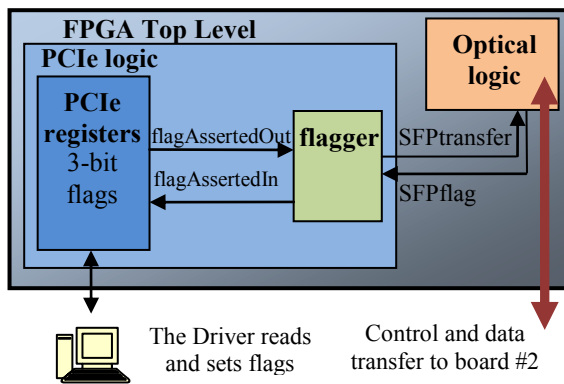 FPGA Top Level
PCIe logic
Optical
logic
PCIe
registers
3-bit
flags
flagAssertedOut
flagAssertedIn
flagger
SFPtransfer
SFPflag
The Driver reads
and sets flags
Control and data
transfer to board #2